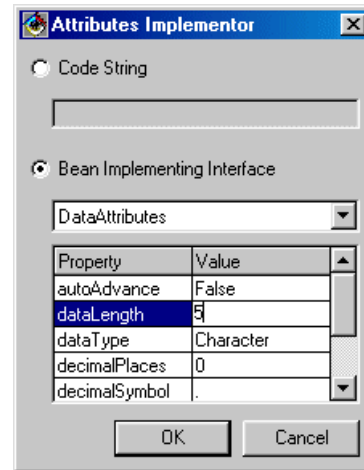 Attributes Implementor
Code String
Bean Implementing Interface
DataAttributes
Property Value
autoAdvance False
dataLength 5
dataType Character
decimalPlaces 0
decimalSymbol .
OK Cancel